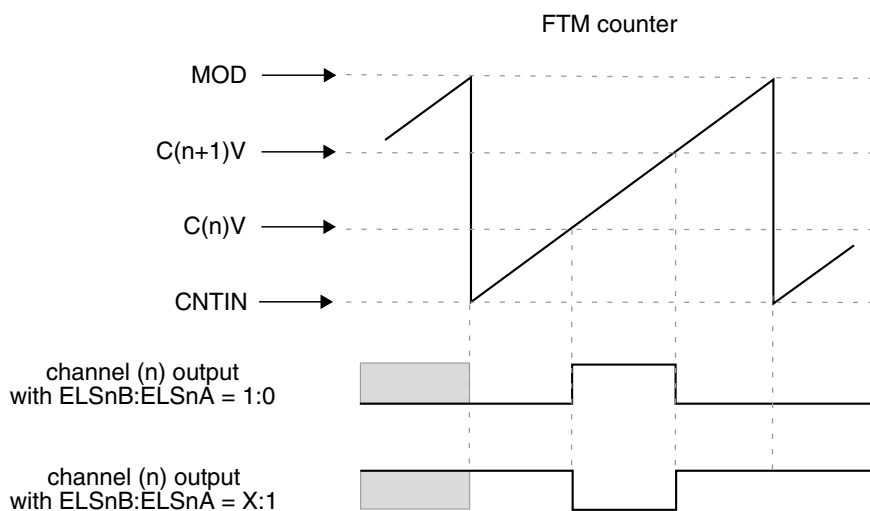 FTM counter
MOD
C(n+1)V
C(n)V
CNTIN
channel (n) output
with ELSnB:ELSnA = 1:0
channel (n) output
with ELSnB:ELSnA = X:1